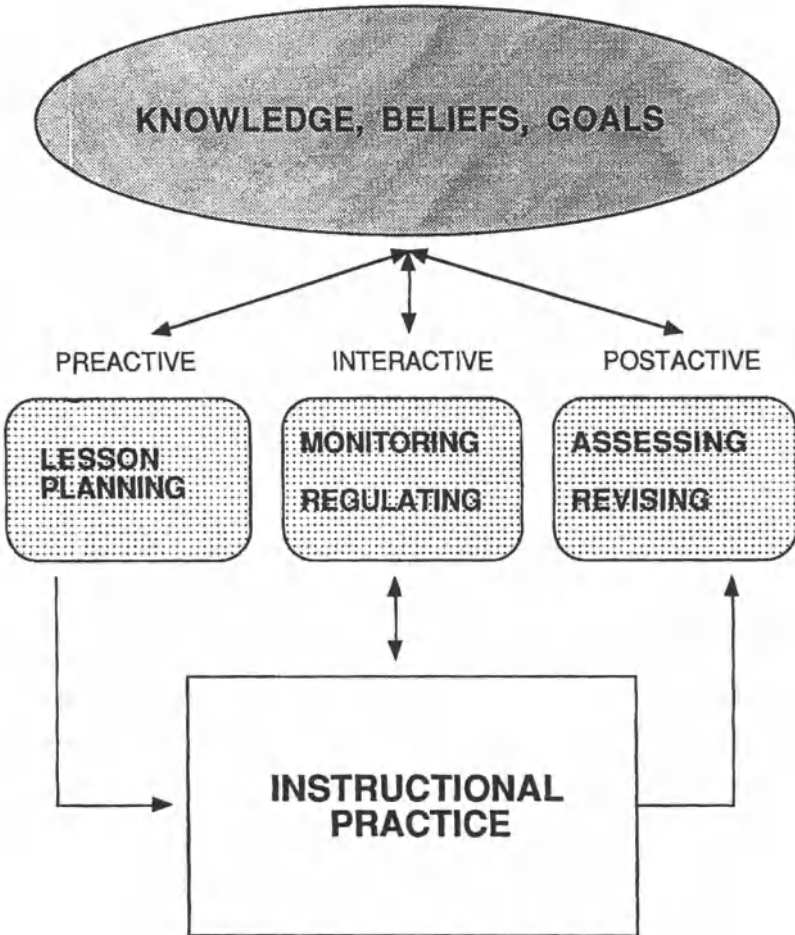 KNOWLEDGE, BELIEFS, GOALS
PREACTIVE
INTERACTIVE
POSTACTIVE
LESSON
PLANNING
MONITORING
REGULATING
ASSESSING
REVISING
INSTRUCTIONAL
PRACTICE